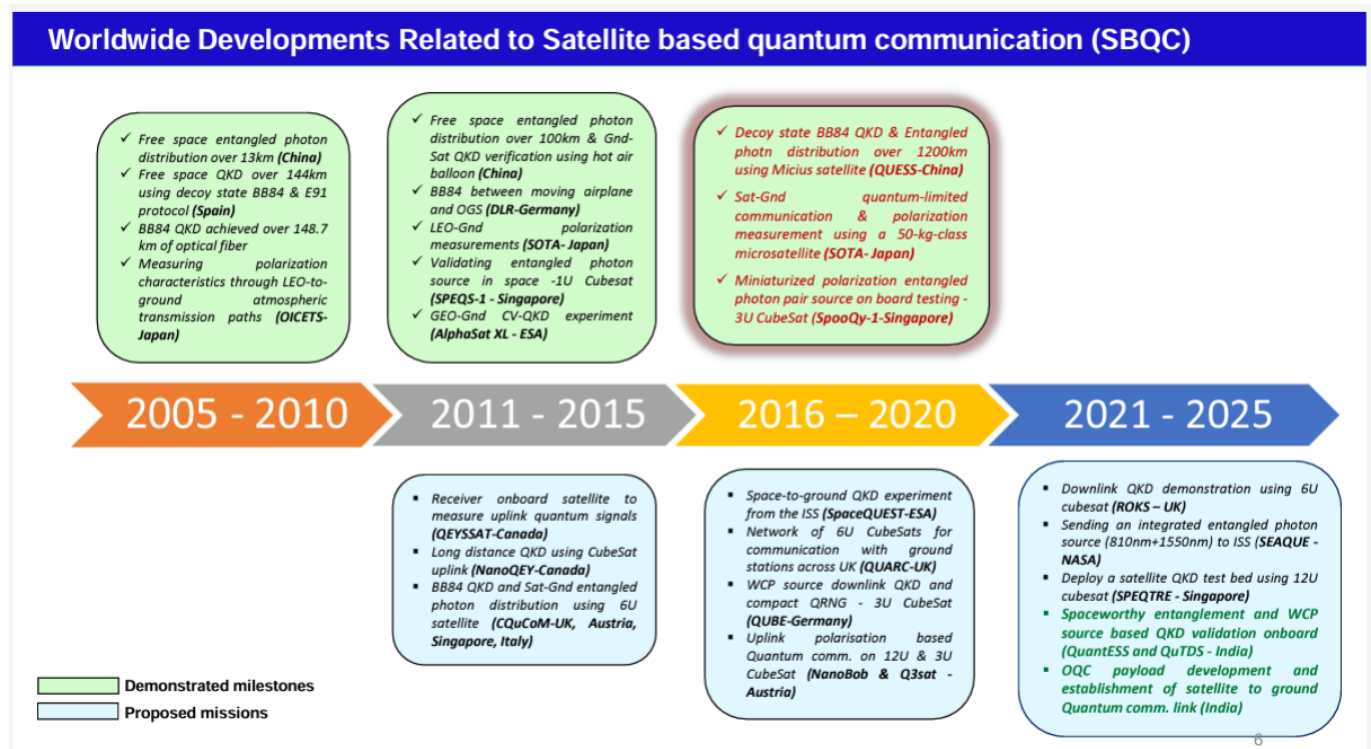 Worldwide Developments Related to Satellite based quantum communication (SBQC)
✓ Free space entangled photon
distribution over 13km (China)
✓ Free space QKD over 144km
using decoy state BB84 & E91
protocol (Spain)
✓ BB84 QKD achieved over 148.7
km of optical fiber
✓ Measuring polarization
characteristics through LEO-to-
ground atmospheric
transmission paths (OICETS-
Japan)
✓ Free space entangled photon
distribution over 100km & Gnd-
Sat QKD verification using hot air
balloon (China)
✓ BB84 between moving airplane
and OGS (DLR-Germany)
✓ LEO-Gnd polarization
measurements (SOTA- Japan)
✓ Validating entangled photon
source in space -1U Cubesat
(SPEQS-1 - Singapore)
✓ GEO-Gnd CV-QKD experiment
(AlphaSat XL - ESA)
✓ Decoy state BB84 QKD & Entangled
photn distribution over 1200km
using Micius satellite (QUESS-China)
✓ Sat-Gnd quantum-limited
communication & polarization
measurement using a 50-kg-class
microsatellite (SOTA- Japan)
✓ Miniaturized polarization entangled
photon pair source on board testing -
3U CubeSat (SpooQy-1-Singapore)
2005 - 2010
2011 - 2015
2016 – 2020
2021 - 2025
▪ Receiver onboard satellite to
measure uplink quantum signals
(QEYSSAT-Canada)
▪ Long distance QKD using CubeSat
uplink (NanoQEY-Canada)
▪ BB84 QKD and Sat-Gnd entangled
photon distribution using 6U
satellite (CQuCoM-UK, Austria,
Singapore, Italy)
▪ Space-to-ground QKD experiment
from the ISS (SpaceQUEST-ESA)
▪ Network of 6U CubeSats for
communication with ground
stations across UK (QUARC-UK)
▪ WCP source downlink QKD and
compact QRNG - 3U CubeSat
(QUBE-Germany)
▪ Uplink polarisation based
Quantum comm. on 12U & 3U
CubeSat (NanoBob & Q3sat -
Austria)
▪ Downlink QKD demonstration using 6U
cubesat (ROKS – UK)
▪ Sending an integrated entangled photon
source (810nm+1550nm) to ISS (SEAQUE -
NASA)
▪ Deploy a satellite QKD test bed using 12U
cubesat (SPEQTRE - Singapore)
▪ Spaceworthy entanglement and WCP
source based QKD validation onboard
(QuantESS and QuTDS - India)
▪ OQC payload development and
establishment of satellite to ground
Quantum comm. link (India)
Demonstrated milestones
Proposed missions
6